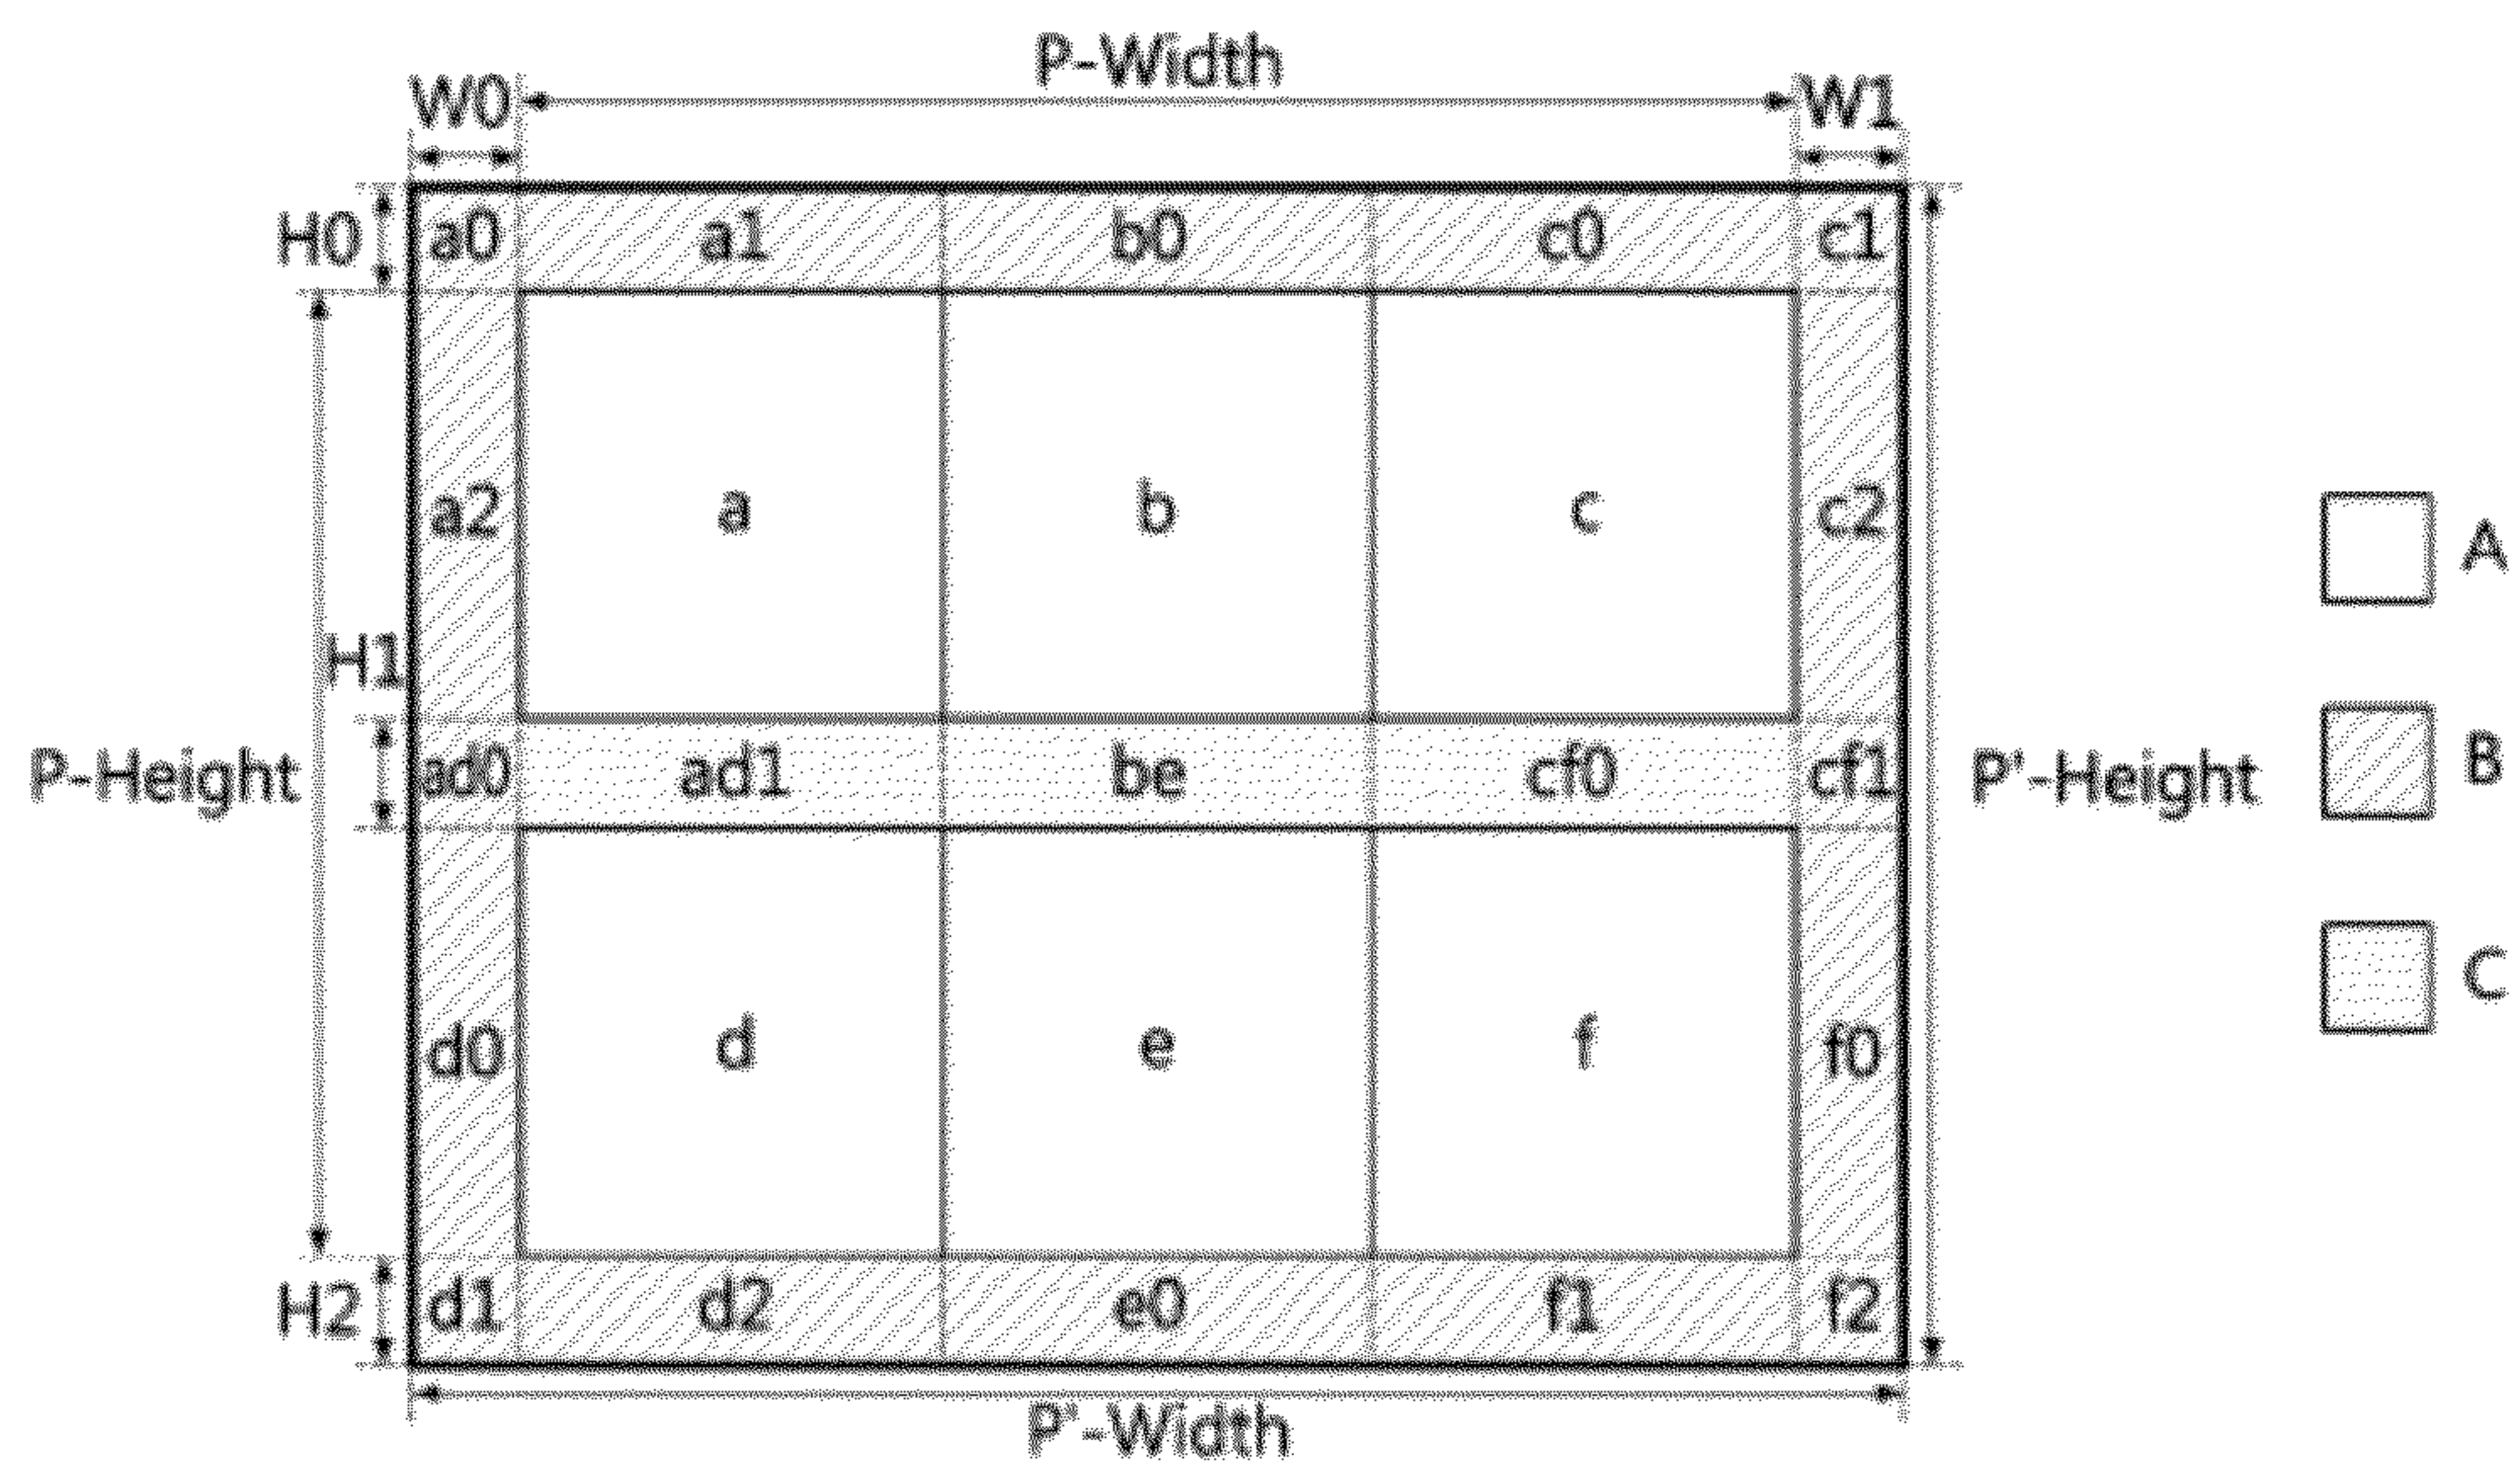 P-Width
W0
W1
H0
a0
a1
b0
c0
c1
a2
a
b
c
c2
A
H1
P-Height
ad0
ad1
be
cf0
cf1
P'-Height
B
C
d0
d
e
f
f0
H2
d1
d2
e0
f1
f2
P'-Width